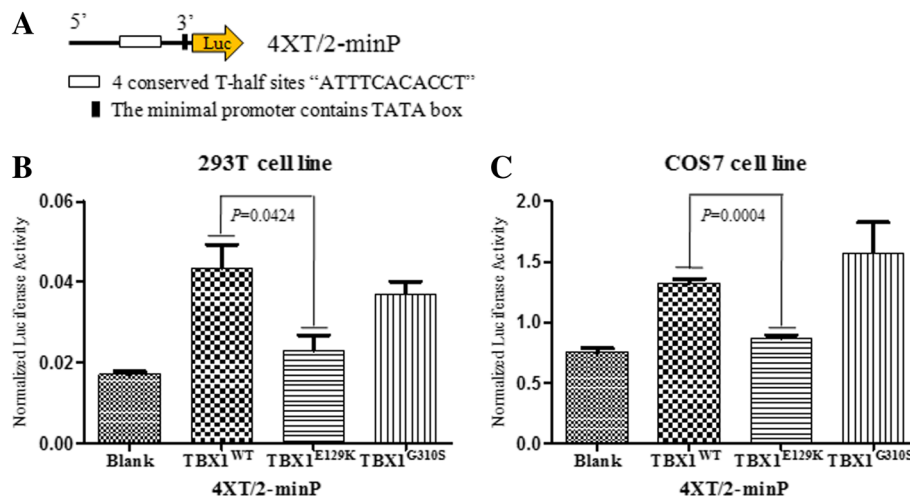 A
5’ 3’
Luc
4XT/2-minP
4 conserved T-half sites “ATTTCACACCT”
The minimal promoter contains TATA box
B
293T cell line
Normalized Luciferase Activity
0.06
0.04
0.02
0.00
P=0.0424
Blank TBX1WT TBX1E129K TBX1G310S
4XT/2-minP
C
COS7 cell line
Normalized Luciferase Activity
2.0
1.5
1.0
0.5
0.0
P=0.0004
Blank TBX1WT TBX1E129K TBX1G310S
4XT/2-minP